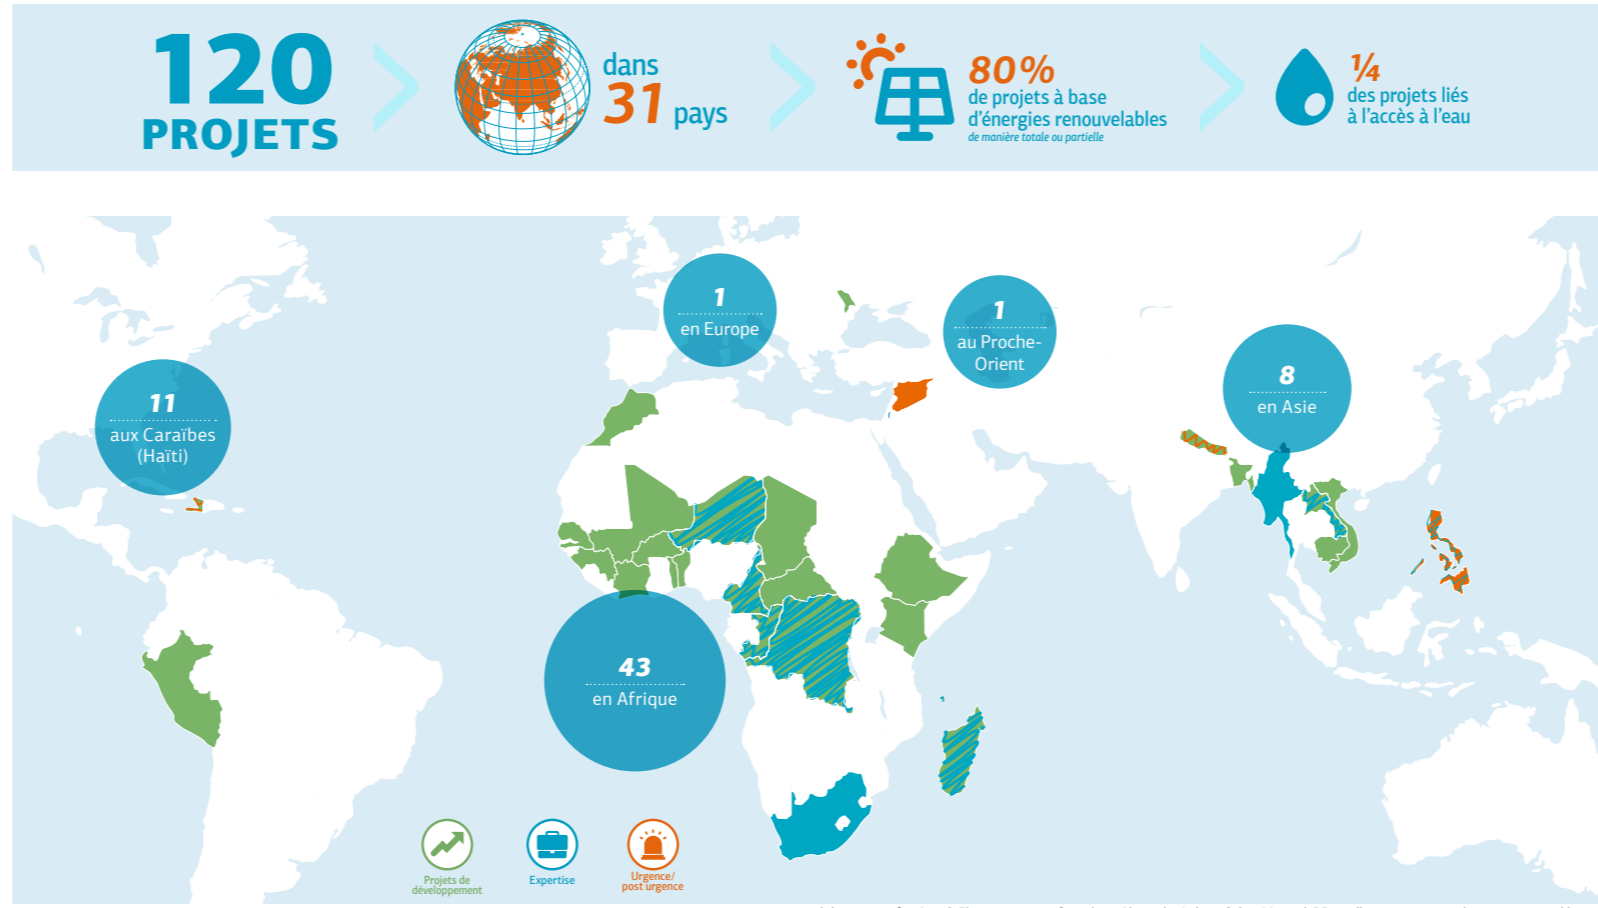 120
PROJETS
dans
31 pays
80%
de projets à base
d'énergies renouvelables
de manière totale ou partielle
¼
des projets liés
à l'accès à l'eau
1
en Europe
1
au Proche-
Orient
11
aux Caraïbes
(Haïti)
8
en Asie
43
en Afrique
Projets de
développement
Expertise
Urgence/
post urgence